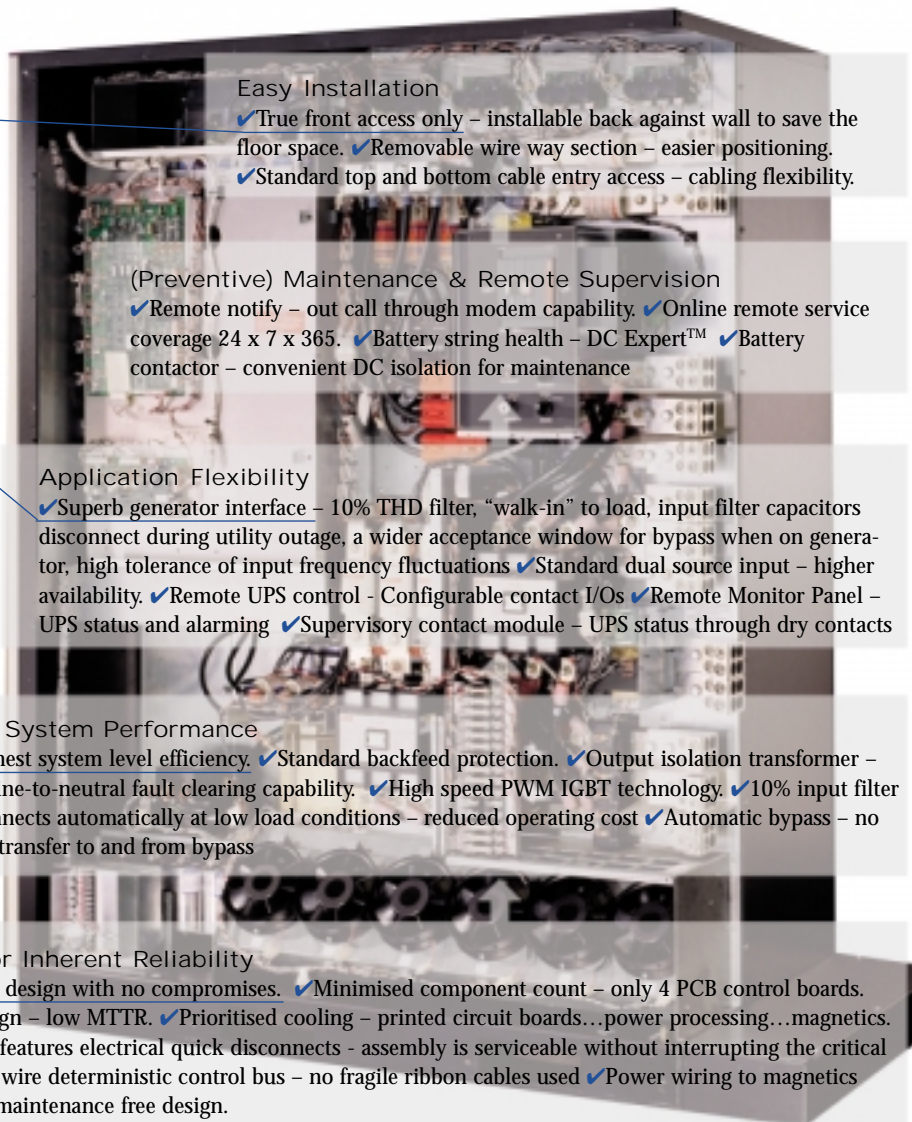 Easy Installation
✔True front access only – installable back against wall to save the
floor space. ✔Removable wire way section – easier positioning.
✔Standard top and bottom cable entry access – cabling flexibility.
(Preventive) Maintenance & Remote Supervision
✔Remote notify – out call through modem capability. ✔Online remote service
coverage 24 x 7 x 365. ✔Battery string health – DC Expert™ ✔Battery
contactor – convenient DC isolation for maintenance
Application Flexibility
✔Superb generator interface – 10% THD filter, “walk-in” to load, input filter capacitors
disconnect during utility outage, a wider acceptance window for bypass when on genera-
tor, high tolerance of input frequency fluctuations ✔Standard dual source input – higher
availability. ✔Remote UPS control - Configurable contact I/Os ✔Remote Monitor Panel –
UPS status and alarming ✔Supervisory contact module – UPS status through dry contacts
System Performance
system level efficiency. ✔Standard backfeed protection. ✔Output isolation transformer –
ine-to-neutral fault clearing capability. ✔High speed PWM IGBT technology. ✔10% input filter
nnects automatically at low load conditions – reduced operating cost ✔Automatic bypass – no
transfer to and from bypass
r Inherent Reliability
design with no compromises. ✔Minimised component count – only 4 PCB control boards.
gn – low MTTR. ✔Prioritised cooling – printed circuit boards…power processing…magnetics.
features electrical quick disconnects - assembly is serviceable without interrupting the critical
wire deterministic control bus – no fragile ribbon cables used ✔Power wiring to magnetics
maintenance free design.